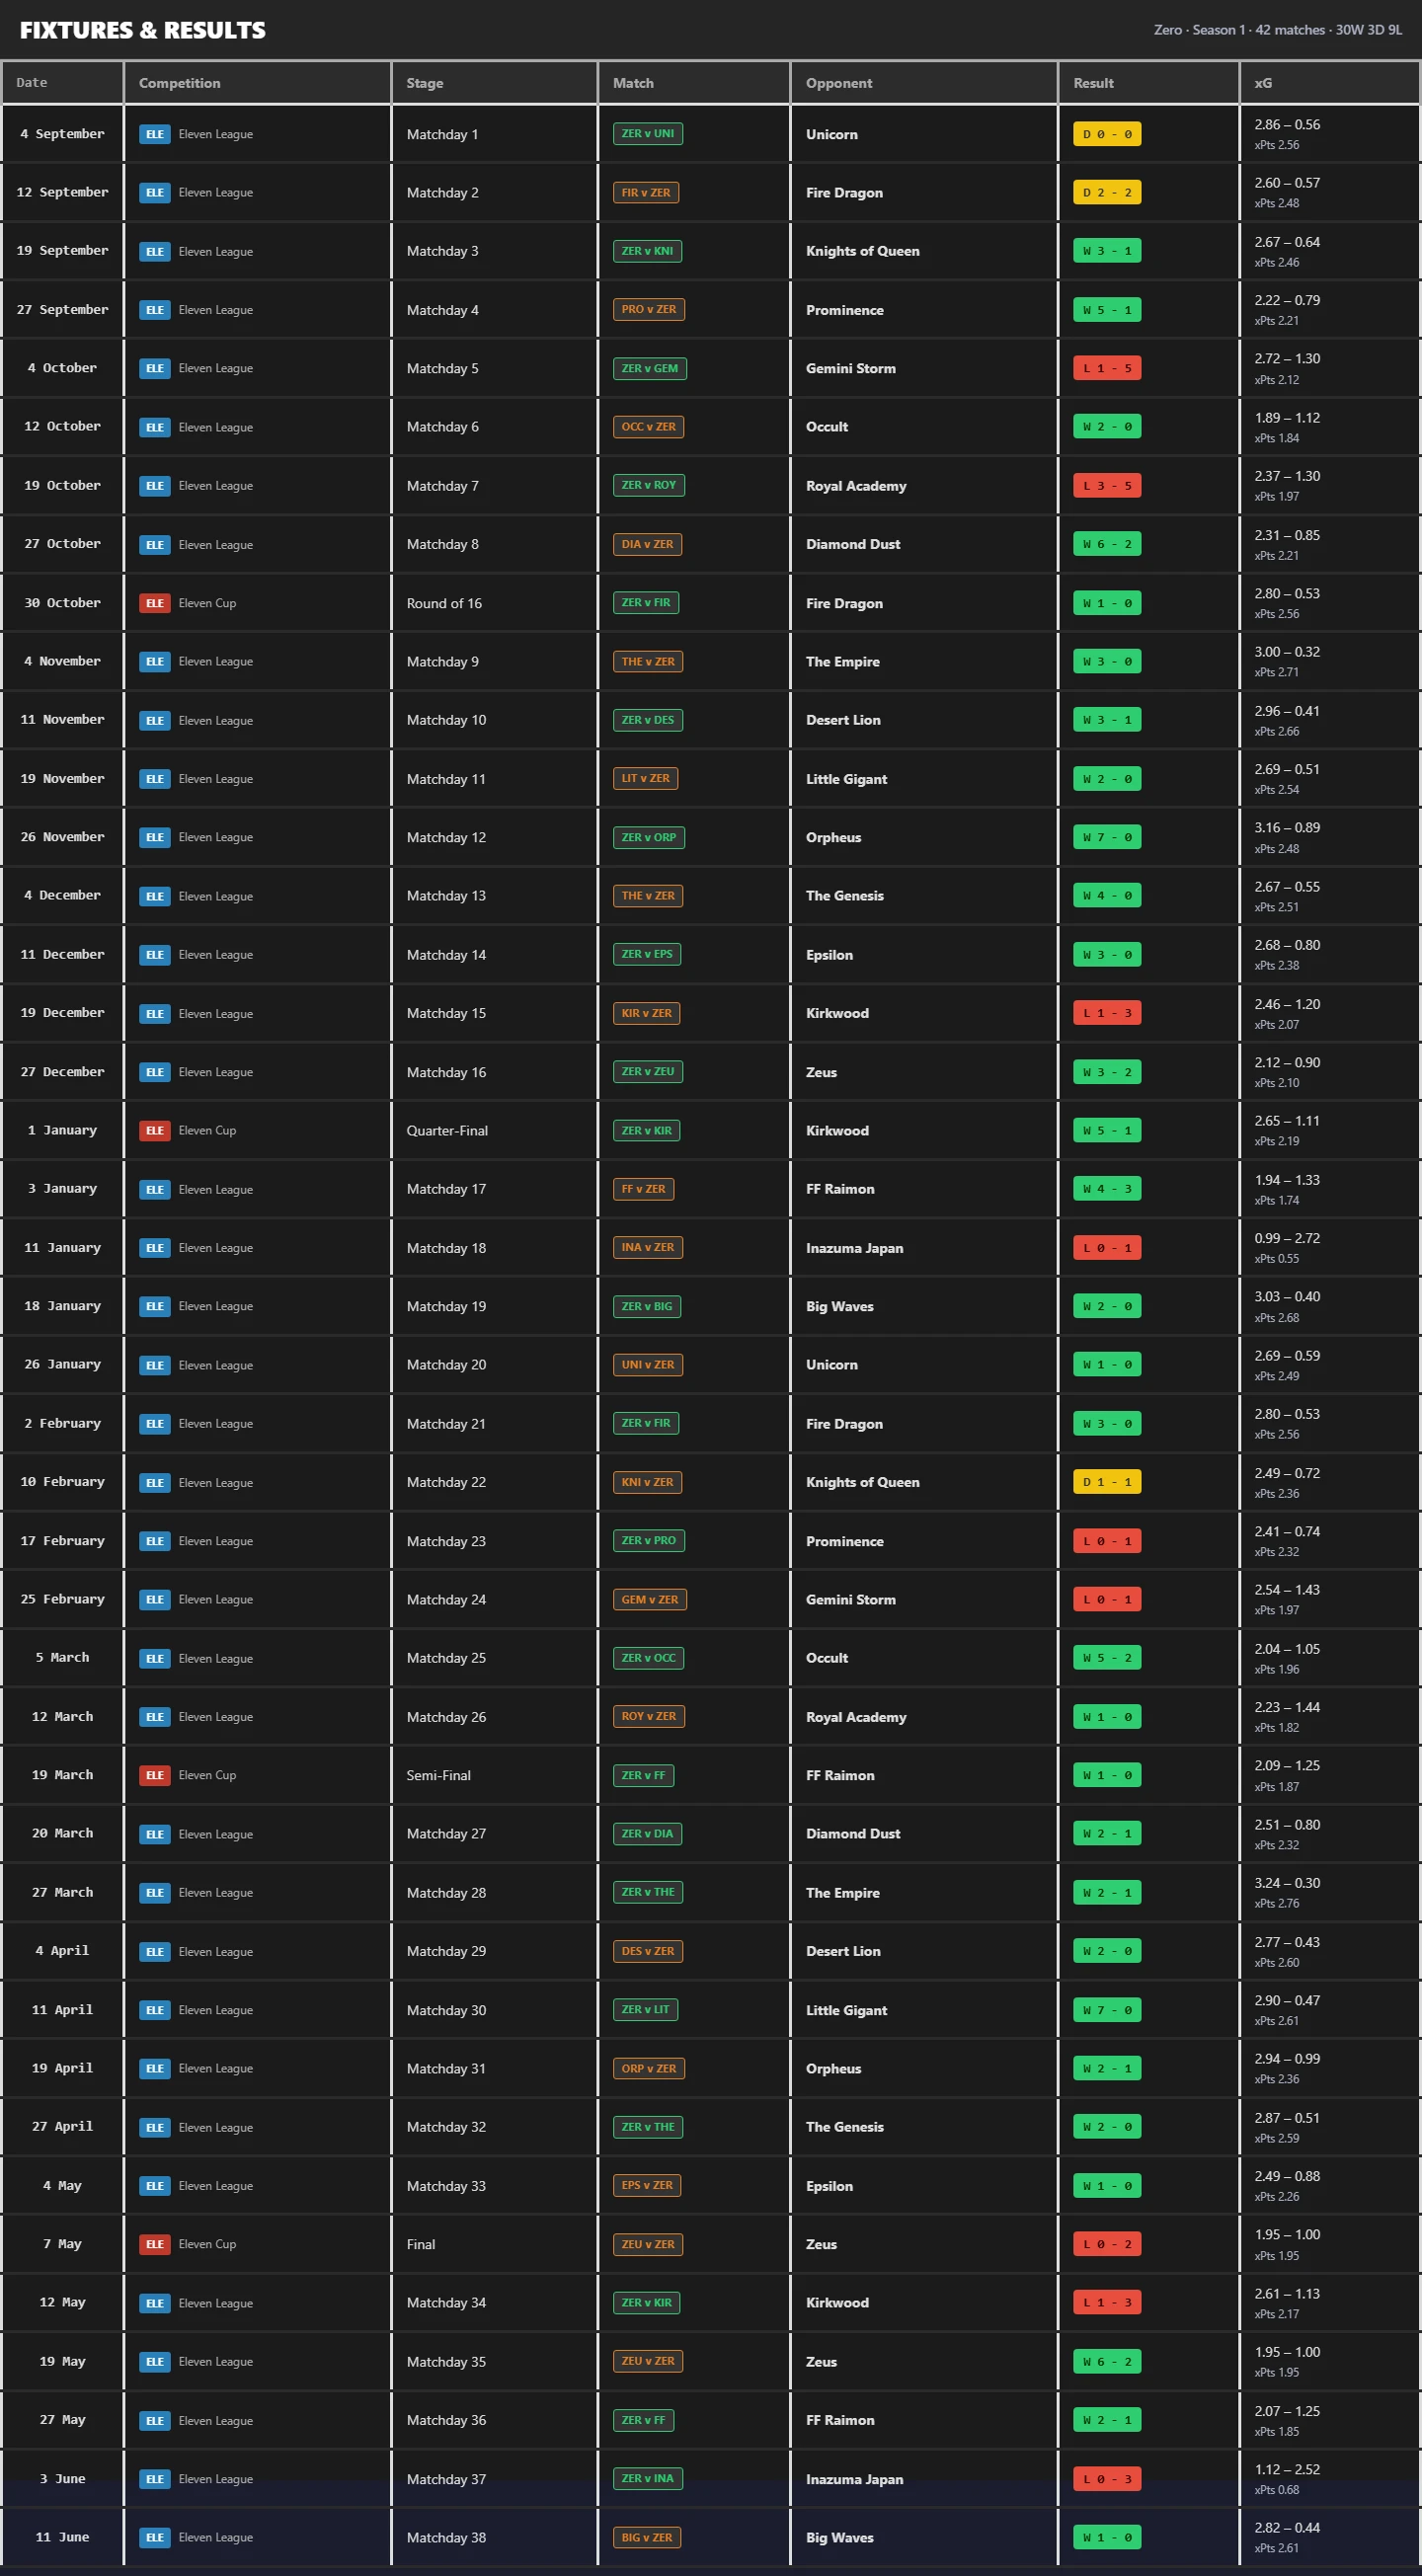 FIXTURES & RESULTS
Zero · Season 1 · 42 matches · 30W 3D 9L
Date Competition Stage Match Opponent Result xG
4 September ELE Eleven League Matchday 1 ZER v UNI Unicorn D 0 - 0 2.86 – 0.56
xPts 2.56
12 September ELE Eleven League Matchday 2 FIR v ZER Fire Dragon D 2 - 2 2.60 – 0.57
xPts 2.48
19 September ELE Eleven League Matchday 3 ZER v KNI Knights of Queen W 3 - 1 2.67 – 0.64
xPts 2.46
27 September ELE Eleven League Matchday 4 PRO v ZER Prominence W 5 - 1 2.22 – 0.79
xPts 2.21
4 October ELE Eleven League Matchday 5 ZER v GEM Gemini Storm L 1 - 5 2.72 – 1.30
xPts 2.12
12 October ELE Eleven League Matchday 6 OCC v ZER Occult W 2 - 0 1.89 – 1.12
xPts 1.84
19 October ELE Eleven League Matchday 7 ZER v ROY Royal Academy L 3 - 5 2.37 – 1.30
xPts 1.97
27 October ELE Eleven League Matchday 8 DIA v ZER Diamond Dust W 6 - 2 2.31 – 0.85
xPts 2.21
30 October ELE Eleven Cup Round of 16 ZER v FIR Fire Dragon W 1 - 0 2.80 – 0.53
xPts 2.56
4 November ELE Eleven League Matchday 9 THE v ZER The Empire W 3 - 0 3.00 – 0.32
xPts 2.71
11 November ELE Eleven League Matchday 10 ZER v DES Desert Lion W 3 - 1 2.96 – 0.41
xPts 2.66
19 November ELE Eleven League Matchday 11 LIT v ZER Little Gigant W 2 - 0 2.69 – 0.51
xPts 2.54
26 November ELE Eleven League Matchday 12 ZER v ORP Orpheus W 7 - 0 3.16 – 0.89
xPts 2.48
4 December ELE Eleven League Matchday 13 THE v ZER The Genesis W 4 - 0 2.67 – 0.55
xPts 2.51
11 December ELE Eleven League Matchday 14 ZER v EPS Epsilon W 3 - 0 2.68 – 0.80
xPts 2.38
19 December ELE Eleven League Matchday 15 KIR v ZER Kirkwood L 1 - 3 2.46 – 1.20
xPts 2.07
27 December ELE Eleven League Matchday 16 ZER v ZEU Zeus W 3 - 2 2.12 – 0.90
xPts 2.10
1 January ELE Eleven Cup Quarter-Final ZER v KIR Kirkwood W 5 - 1 2.65 – 1.11
xPts 2.19
3 January ELE Eleven League Matchday 17 FF v ZER FF Raimon W 4 - 3 1.94 – 1.33
xPts 1.74
11 January ELE Eleven League Matchday 18 INA v ZER Inazuma Japan L 0 - 1 0.99 – 2.72
xPts 0.55
18 January ELE Eleven League Matchday 19 ZER v BIG Big Waves W 2 - 0 3.03 – 0.40
xPts 2.68
26 January ELE Eleven League Matchday 20 UNI v ZER Unicorn W 1 - 0 2.69 – 0.59
xPts 2.49
2 February ELE Eleven League Matchday 21 ZER v FIR Fire Dragon W 3 - 0 2.80 – 0.53
xPts 2.56
10 February ELE Eleven League Matchday 22 KNI v ZER Knights of Queen D 1 - 1 2.49 – 0.72
xPts 2.36
17 February ELE Eleven League Matchday 23 ZER v PRO Prominence L 0 - 1 2.41 – 0.74
xPts 2.32
25 February ELE Eleven League Matchday 24 GEM v ZER Gemini Storm L 0 - 1 2.54 – 1.43
xPts 1.97
5 March ELE Eleven League Matchday 25 ZER v OCC Occult W 5 - 2 2.04 – 1.05
xPts 1.96
12 March ELE Eleven League Matchday 26 ROY v ZER Royal Academy W 1 - 0 2.23 – 1.44
xPts 1.82
19 March ELE Eleven Cup Semi-Final ZER v FF FF Raimon W 1 - 0 2.09 – 1.25
xPts 1.87
20 March ELE Eleven League Matchday 27 ZER v DIA Diamond Dust W 2 - 1 2.51 – 0.80
xPts 2.32
27 March ELE Eleven League Matchday 28 ZER v THE The Empire W 2 - 1 3.24 – 0.30
xPts 2.76
4 April ELE Eleven League Matchday 29 DES v ZER Desert Lion W 2 - 0 2.77 – 0.43
xPts 2.60
11 April ELE Eleven League Matchday 30 ZER v LIT Little Gigant W 7 - 0 2.90 – 0.47
xPts 2.61
19 April ELE Eleven League Matchday 31 ORP v ZER Orpheus W 2 - 1 2.94 – 0.99
xPts 2.36
27 April ELE Eleven League Matchday 32 ZER v THE The Genesis W 2 - 0 2.87 – 0.51
xPts 2.59
4 May ELE Eleven League Matchday 33 EPS v ZER Epsilon W 1 - 0 2.49 – 0.88
xPts 2.26
7 May ELE Eleven Cup Final ZEU v ZER Zeus L 0 - 2 1.95 – 1.00
xPts 1.95
12 May ELE Eleven League Matchday 34 ZER v KIR Kirkwood L 1 - 3 2.61 – 1.13
xPts 2.17
19 May ELE Eleven League Matchday 35 ZEU v ZER Zeus W 6 - 2 1.95 – 1.00
xPts 1.95
27 May ELE Eleven League Matchday 36 ZER v FF FF Raimon W 2 - 1 2.07 – 1.25
xPts 1.85
3 June ELE Eleven League Matchday 37 ZER v INA Inazuma Japan L 0 - 3 1.12 – 2.52
xPts 0.68
11 June ELE Eleven League Matchday 38 BIG v ZER Big Waves W 1 - 0 2.82 – 0.44
xPts 2.61